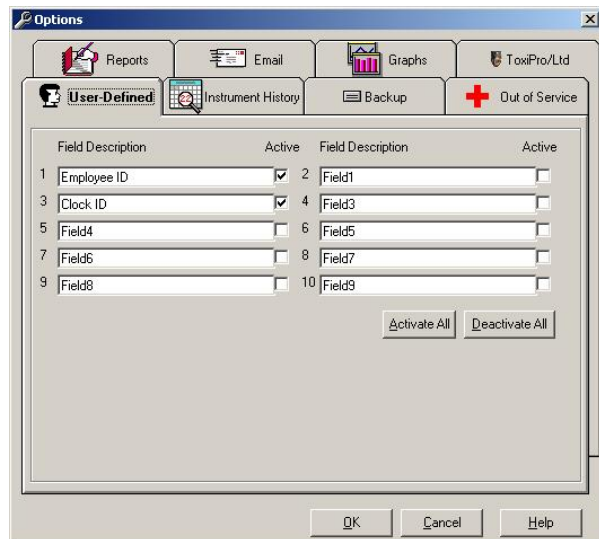 Options
Reports Email Graphs ToxiPro/Ltd
User-Defined Instrument History Backup Out of Service
Field Description Active Field Description Active
1 Employee ID 2 Field1
3 Clock ID 4 Field3
5 Field4 6 Field5
7 Field6 8 Field7
9 Field8 10 Field9
Activate All Deactivate All
OK Cancel Help